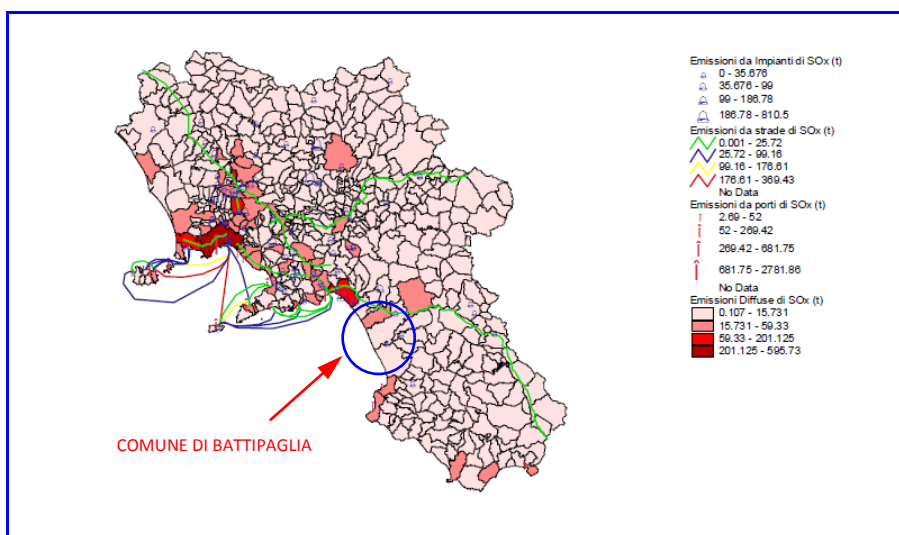 Emissioni da Impianti di SOx (t)
0 - 35.676
35.676 - 99
99 - 186.78
186.78 - 810.5
Emissioni da strade di SOx (t)
0.001 - 25.72
25.72 - 99.16
99.16 - 176.61
176.61 - 369.43
No Data
Emissioni da porti di SOx (t)
2.69 - 52
52 - 269.42
269.42 - 681.75
681.75 - 2781.86
No Data
Emissioni Diffuse di SOx (t)
0.107 - 15.731
15.731 - 59.33
59.33 - 201.125
201.125 - 595.73
COMUNE DI BATTIPAGLIA